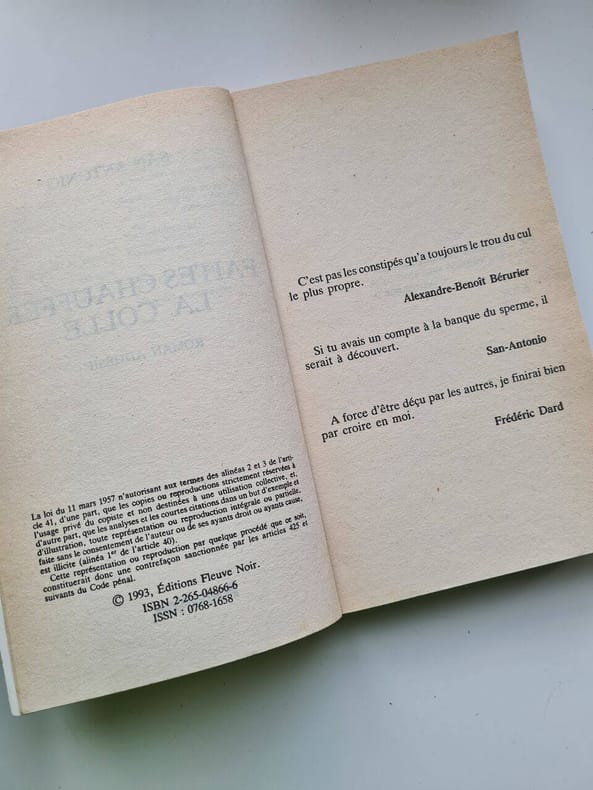 SAN-ANTONIO
FAITES CHAUFFER
LA COLLE
ROMAN ADHÉSIF
La loi du 11 mars 1957 n'autorisant aux termes des alinéas 2 et 3 de l'arti-
cle 41, d'une part, que les copies ou reproductions strictement réservées à
l'usage privé du copiste et non destinées à une utilisation collective, et,
d'autre part, que les analyses et les courtes citations dans un but d'exemple et
d'illustration, toute représentation ou reproduction intégrale ou partielle,
faite sans le consentement de l'auteur ou de ses ayants droit ou ayants cause,
est illicite (alinéa 1er de l'article 40).
Cette représentation ou reproduction par quelque procédé que ce soit,
constituerait donc une contrefaçon sanctionnée par les articles 425 et
suivants du Code pénal.
© 1993, Éditions Fleuve Noir.
ISBN 2-265-04866-6
ISSN : 0768-1658
C'est pas les constipés qu'a toujours le trou du cul
le plus propre.
Alexandre-Benoît Bérurier
Si tu avais un compte à la banque du sperme, il
serait à découvert.
San-Antonio
A force d'être déçu par les autres, je finirai bien
par croire en moi.
Frédéric Dard